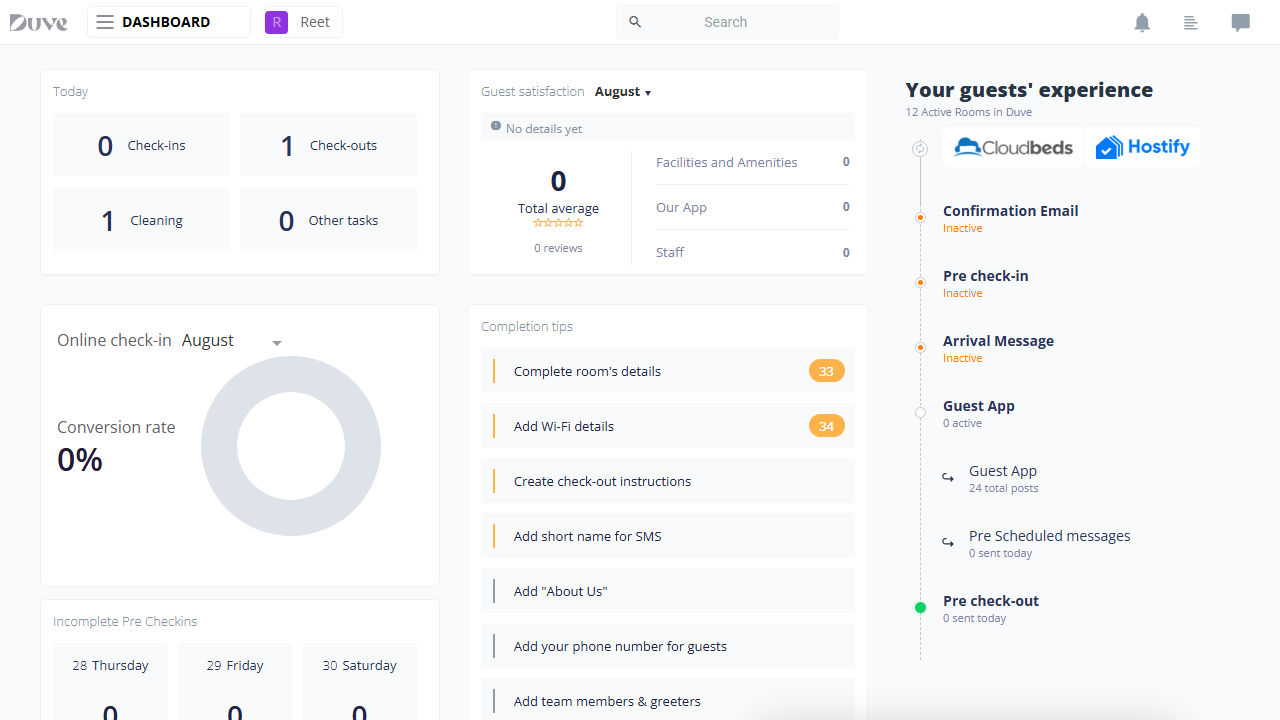 Duve
DASHBOARD
R Reet
Search
Today
0 Check-ins
1 Check-outs
1 Cleaning
0 Other tasks
Guest satisfaction August
No details yet
0
Total average
0 reviews
Facilities and Amenities 0
Our App 0
Staff 0
Your guests' experience
12 Active Rooms in Duve
Cloudbeds
Hostify
Confirmation Email
Inactive
Pre check-in
Inactive
Arrival Message
Inactive
Guest App
0 active
Guest App
24 total posts
Pre Scheduled messages
0 sent today
Pre check-out
0 sent today
Online check-in August
Conversion rate
0%
Completion tips
Complete room's details 33
Add Wi-Fi details 34
Create check-out instructions
Add short name for SMS
Add "About Us"
Add your phone number for guests
Add team members & greeters
Incomplete Pre Checkins
28 Thursday
0
29 Friday
0
30 Saturday
0